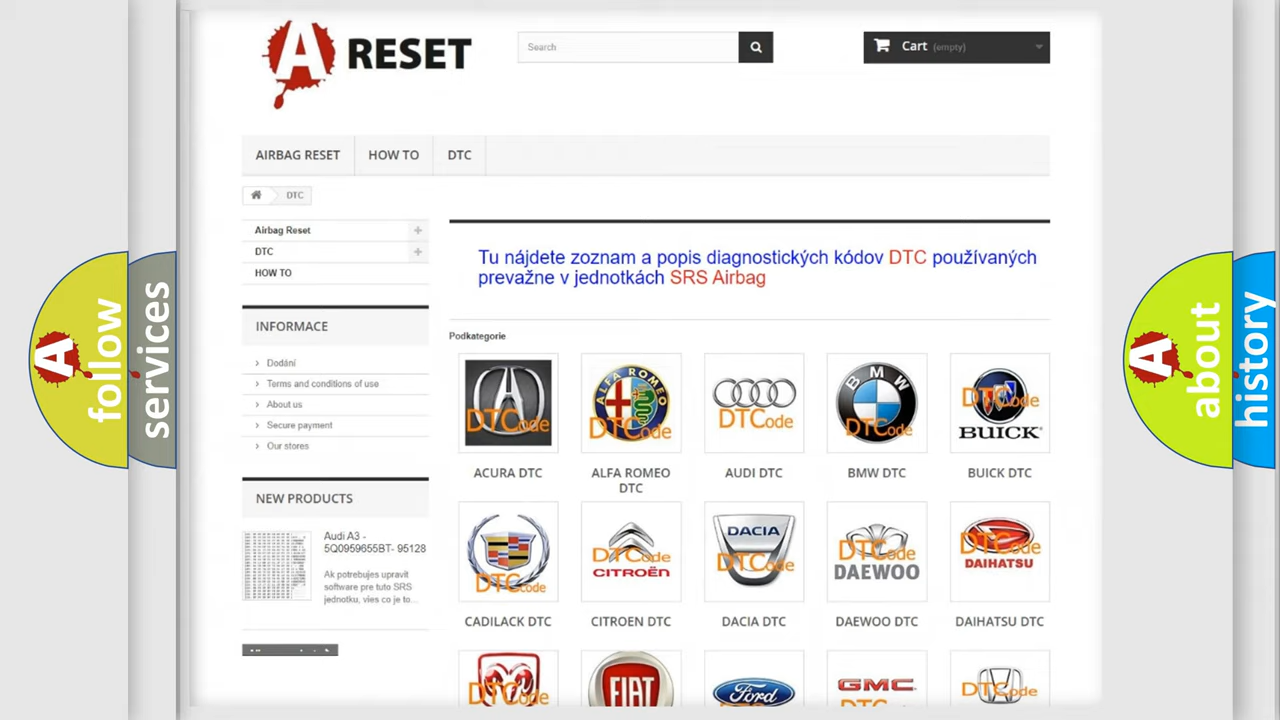 A RESET
Search
Cart (empty)
AIRBAG RESET
HOW TO
DTC
DTC
Airbag Reset
DTC
HOW TO
Tu nájdete zoznam a popis diagnostických kódov DTC používaných
prevažne v jednotkách SRS Airbag
INFORMACE
Dodání
Terms and conditions of use
About us
Secure payment
Our stores
Podkategorie
DTCode
ALFA ROMEO
DTCode
DTCode
BMW
DTCode
DTCode
BUICK
ACURA DTC
ALFA ROMEO
DTC
AUDI DTC
BMW DTC
BUICK DTC
NEW PRODUCTS
Audi A3 -
5Q0959655BT- 95128
Ak potrebujes upravit
software pre tuto SRS
jednotku, vies co je to...
DTCode
DTCode
CITROËN
DACIA
DTCode
DTCode
DAEWOO
DTCode
DAIHATSU
CADILACK DTC
CITROEN DTC
DACIA DTC
DAEWOO DTC
DAIHATSU DTC
DTCode
FIAT
Ford
GMC
DTCode
A follow
services
A about
history